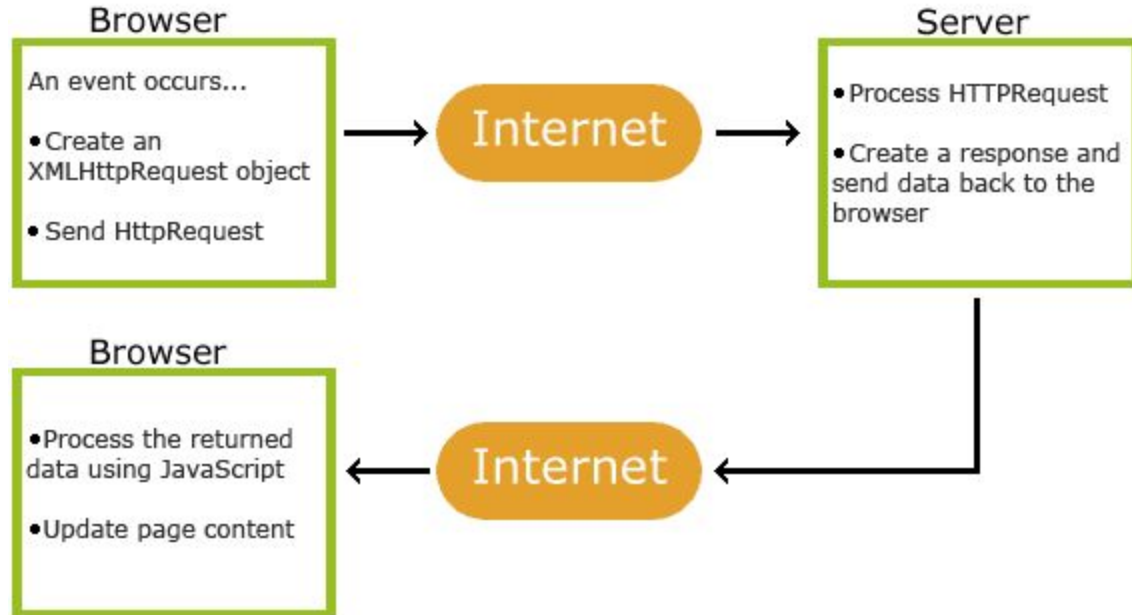 Browser
An event occurs...
•Create an
XMLHttpRequest object
• Send HttpRequest
Internet
Server
•Process HTTPRequest
•Create a response and
send data back to the
browser
Browser
•Process the returned
data using JavaScript
•Update page content
Internet